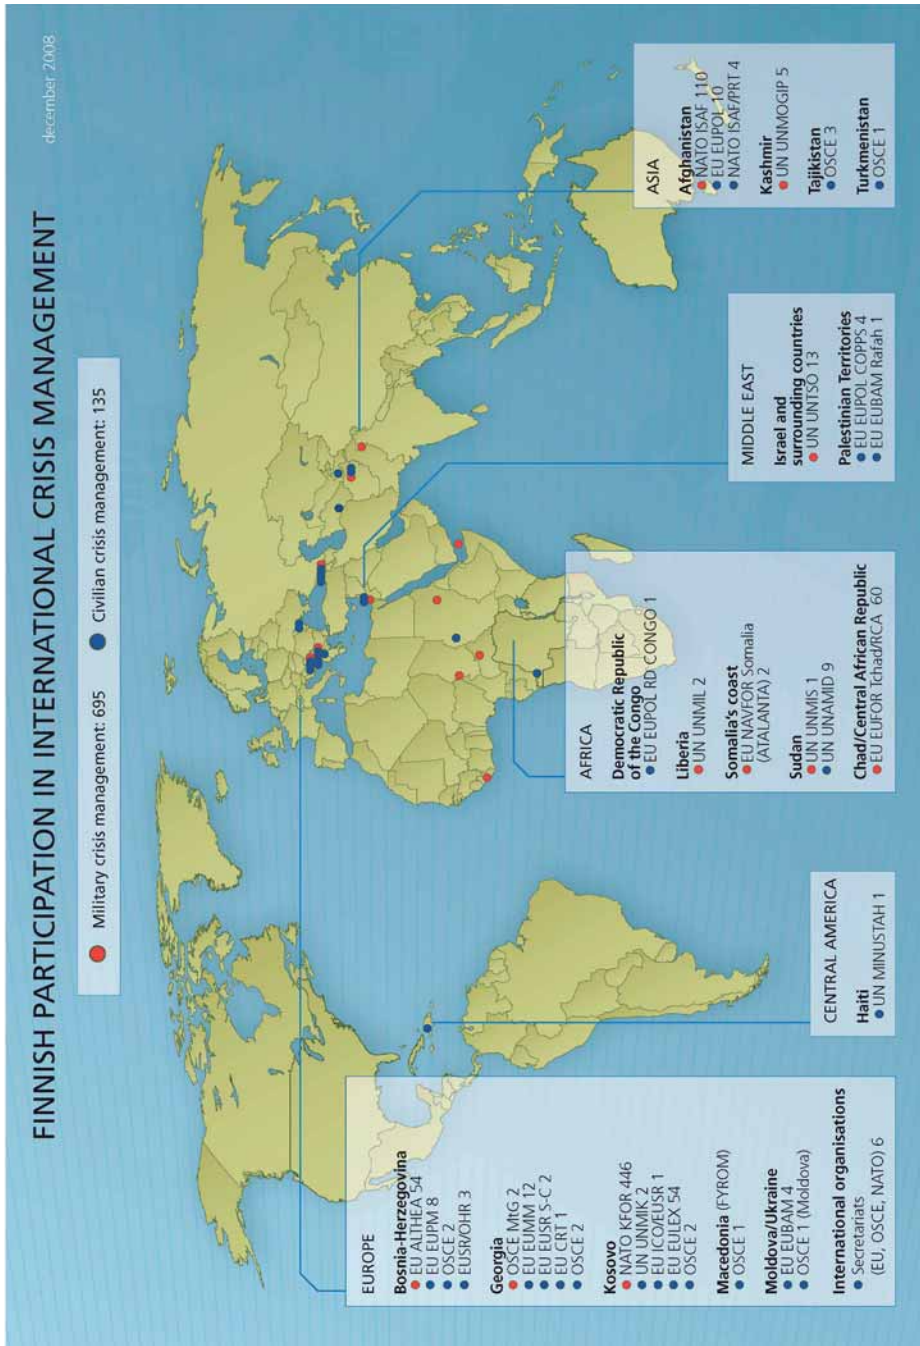 FINNISH PARTICIPATION IN INTERNATIONAL CRISIS MANAGEMENT
december 2008
Military crisis management: 695
Civilian crisis management: 135
EUROPE
Bosnia-Herzegovina
EU ALTHEA 54
EU EUPM 8
OSCE 2
EUSR/OHR 3
Georgia
OSCE MtG 2
EU EUMM 12
EU EUSR S-C 2
EU CRT 1
OSCE 2
Kosovo
NATO KFOR 446
UN UNMIK 2
EU ICO/EUSR 1
EU EULEX 54
OSCE 2
Macedonia (FYROM)
OSCE 1
Moldova/Ukraine
EU EUBAM 4
OSCE 1 (Moldova)
International organisations
Secretariats
(EU, OSCE, NATO) 6
CENTRAL AMERICA
Haiti
UN MINUSTAH 1
AFRICA
Democratic Republic
of the Congo
EU EUPOL RD CONGO 1
Liberia
UN UNMIL 2
Somalia's coast
EU NAVFOR Somalia
(ATALANTA) 2
Sudan
UN UNMIS 1
UN UNAMID 9
Chad/Central African Republic
EU EUFOR Tchad/RCA 60
MIDDLE EAST
Israel and
surrounding countries
UN UNTSO 13
Palestinian Territories
EU EUPOL COPPS 4
EU EUBAM Rafah 1
ASIA
Afghanistan
NATO ISAF 110
EU EUPOL 10
NATO ISAF/PRT 4
Kashmir
UN UNMOGIP 5
Tajikistan
OSCE 3
Turkmenistan
OSCE 1